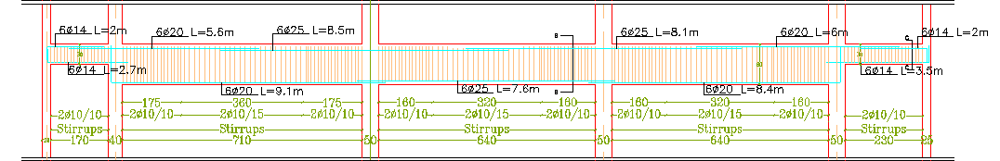 6Ø14 L=2m
6Ø20 L=5.6m
6Ø25 L=8.5m
6Ø25 L=8.1m
6Ø20 L=6m
6Ø14 L=2m
B
C
6Ø14 L=2.7m
6Ø14 L=3.5m
C
6Ø20 L=9.1m
6Ø25 L=7.6m
B
6Ø20 L=8.4m
175 360 175 160 320 160 160 320 160
2Ø10/10 2Ø10/10 2Ø10/15 2Ø10/10 2Ø10/10 2Ø10/15 2Ø10/10 2Ø10/10 2Ø10/15 2Ø10/10 2Ø10/10
Stirrups Stirrups Stirrups Stirrups Stirrups
170 40 710 50 640 50 640 50 230 25